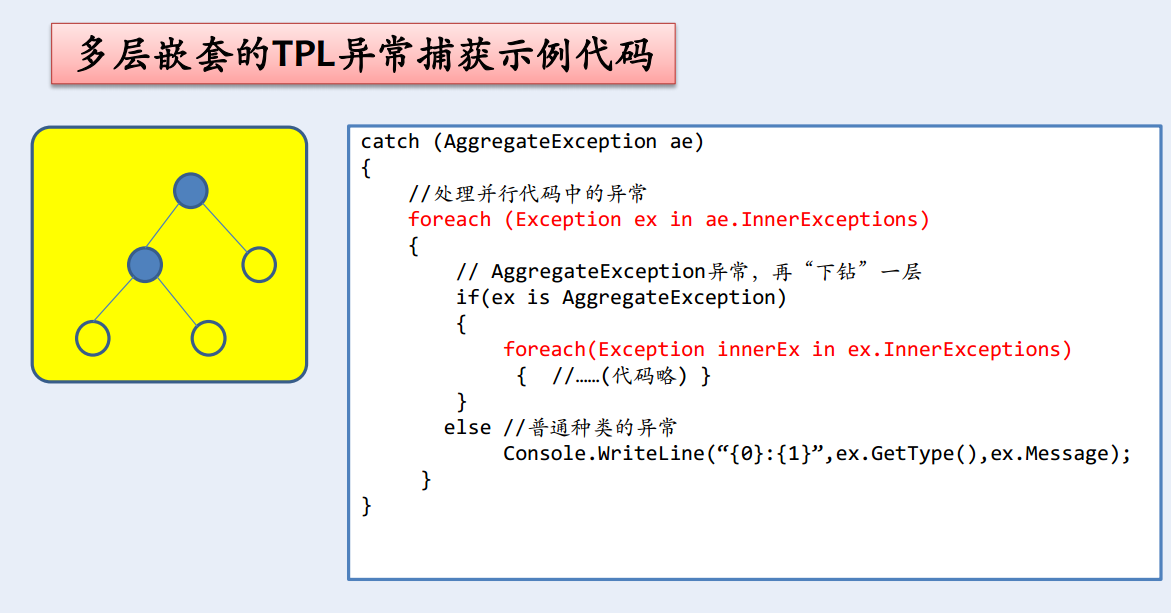 多层嵌套的TPL异常捕获示例代码
catch (AggregateException ae)
{
//处理并行代码中的异常
foreach (Exception ex in ae.InnerExceptions)
{
// AggregateException异常，再“下钻”一层
if(ex is AggregateException)
{
foreach(Exception innerEx in ex.InnerExceptions)
{ //……(代码略) }
}
else //普通种类的异常
Console.WriteLine(“{0}:{1}”,ex.GetType(),ex.Message);
}
}